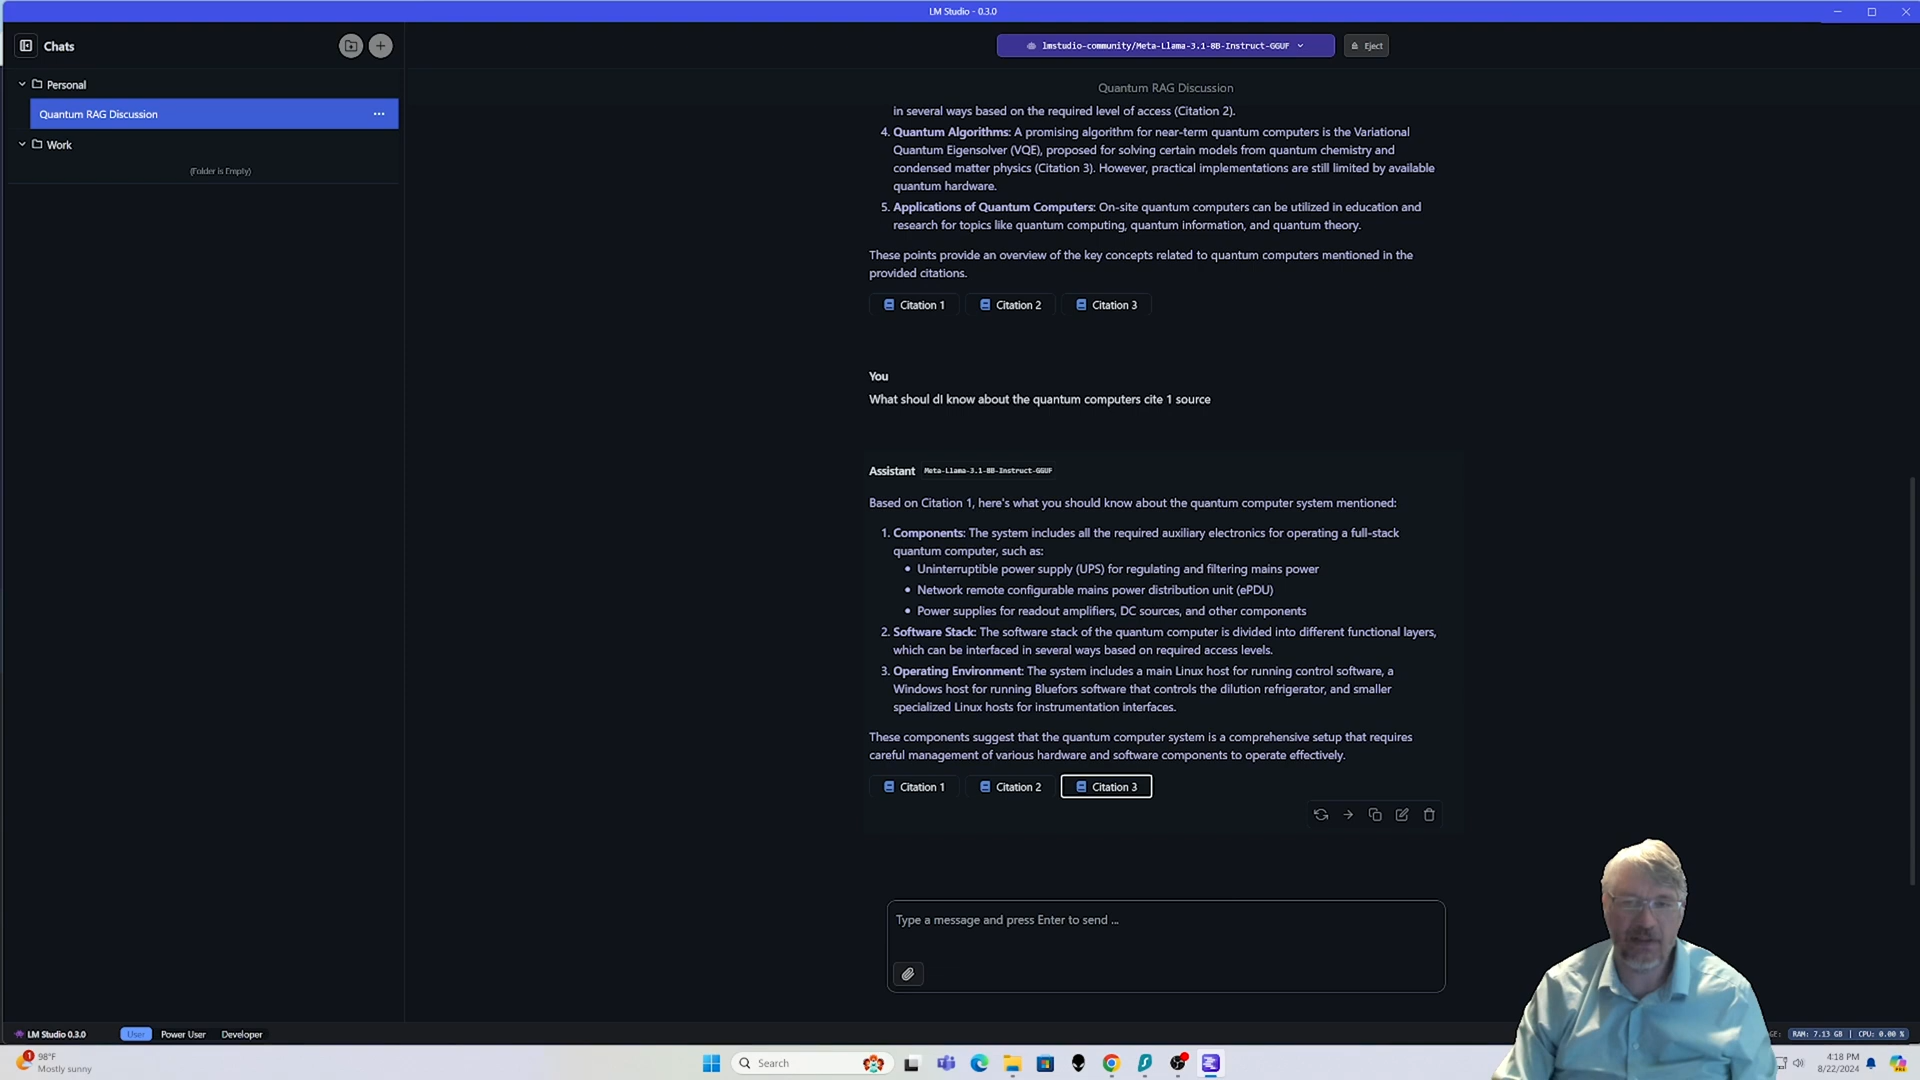 LM Studio - 0.3.0
Chats
lmstudio-community/Meta-Llama-3.1-8B-Instruct-GGUF
Eject
Personal
Quantum RAG Discussion
Work
(Folder is Empty)
Quantum RAG Discussion
in several ways based on the required level of access (Citation 2).
4. Quantum Algorithms: A promising algorithm for near-term quantum computers is the Variational
Quantum Eigensolver (VQE), proposed for solving certain models from quantum chemistry and
condensed matter physics (Citation 3). However, practical implementations are still limited by available
quantum hardware.
5. Applications of Quantum Computers: On-site quantum computers can be utilized in education and
research for topics like quantum computing, quantum information, and quantum theory.
These points provide an overview of the key concepts related to quantum computers mentioned in the
provided citations.
Citation 1 Citation 2 Citation 3
You
What shoul dI know about the quantum computers cite 1 source
Assistant Meta-Llama-3.1-8B-Instruct-GGUF
Based on Citation 1, here's what you should know about the quantum computer system mentioned:
1. Components: The system includes all the required auxiliary electronics for operating a full-stack
quantum computer, such as:
• Uninterruptible power supply (UPS) for regulating and filtering mains power
• Network remote configurable mains power distribution unit (ePDU)
• Power supplies for readout amplifiers, DC sources, and other components
2. Software Stack: The software stack of the quantum computer is divided into different functional layers,
which can be interfaced in several ways based on required access levels.
3. Operating Environment: The system includes a main Linux host for running control software, a
Windows host for running Bluefors software that controls the dilution refrigerator, and smaller
specialized Linux hosts for instrumentation interfaces.
These components suggest that the quantum computer system is a comprehensive setup that requires
careful management of various hardware and software components to operate effectively.
Citation 1 Citation 2 Citation 3
Type a message and press Enter to send ...
LM Studio 0.3.0 User Power User Developer
RAM: 7.13 GB | CPU: 0.00 %
1
98°F
Mostly sunny
Search
4:18 PM
8/22/2024